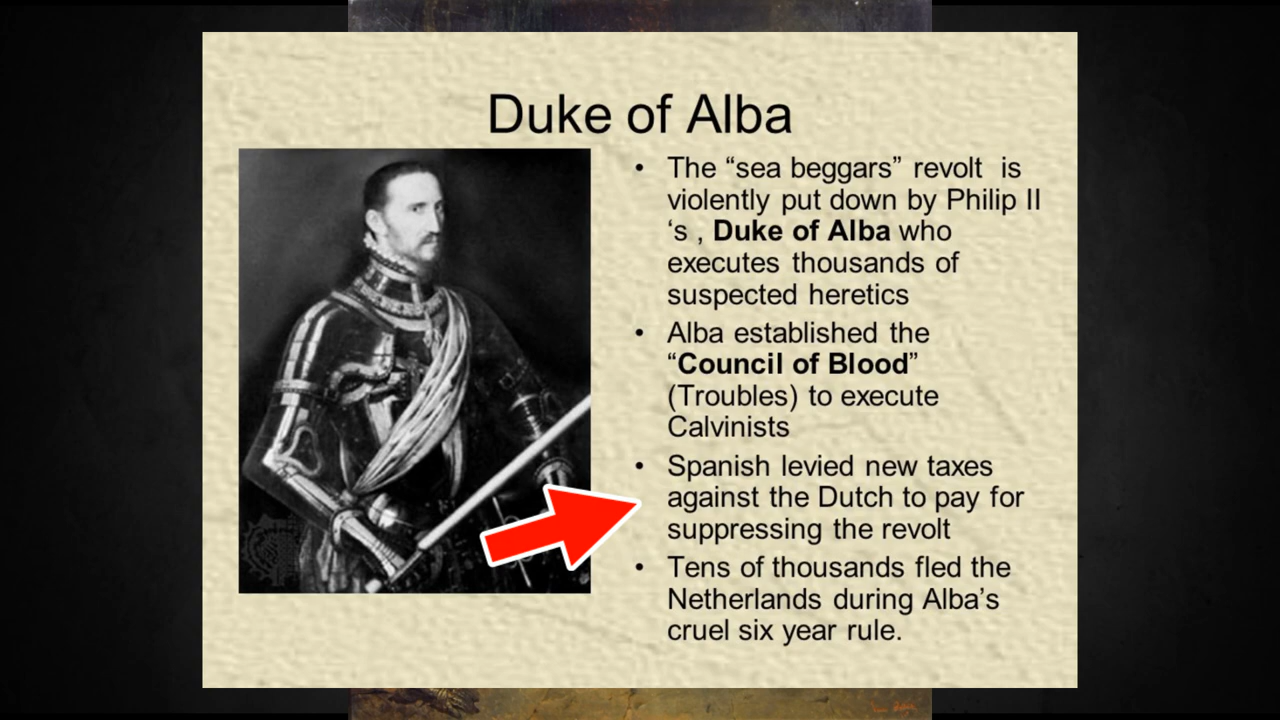 Duke of Alba
• The “sea beggars” revolt is
violently put down by Philip II
‘s , Duke of Alba who
executes thousands of
suspected heretics
• Alba established the
“Council of Blood”
(Troubles) to execute
Calvinists
• Spanish levied new taxes
against the Dutch to pay for
suppressing the revolt
• Tens of thousands fled the
Netherlands during Alba’s
cruel six year rule.